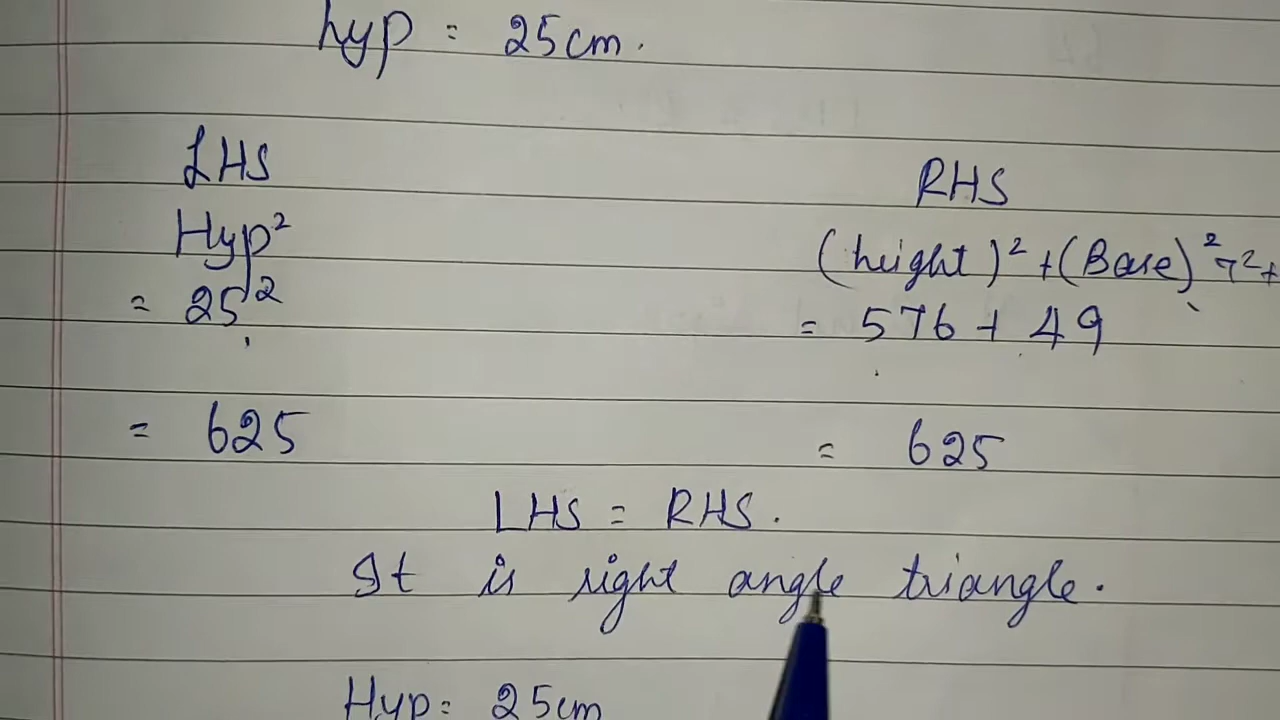 hyp = 25cm.
LHS
RHS
Hyp²
(height)² + (Base)² 7² +
= 25²
= 576 + 49
= 625
= 625
LHS = RHS.
It is right angle triangle.
Hyp = 25cm